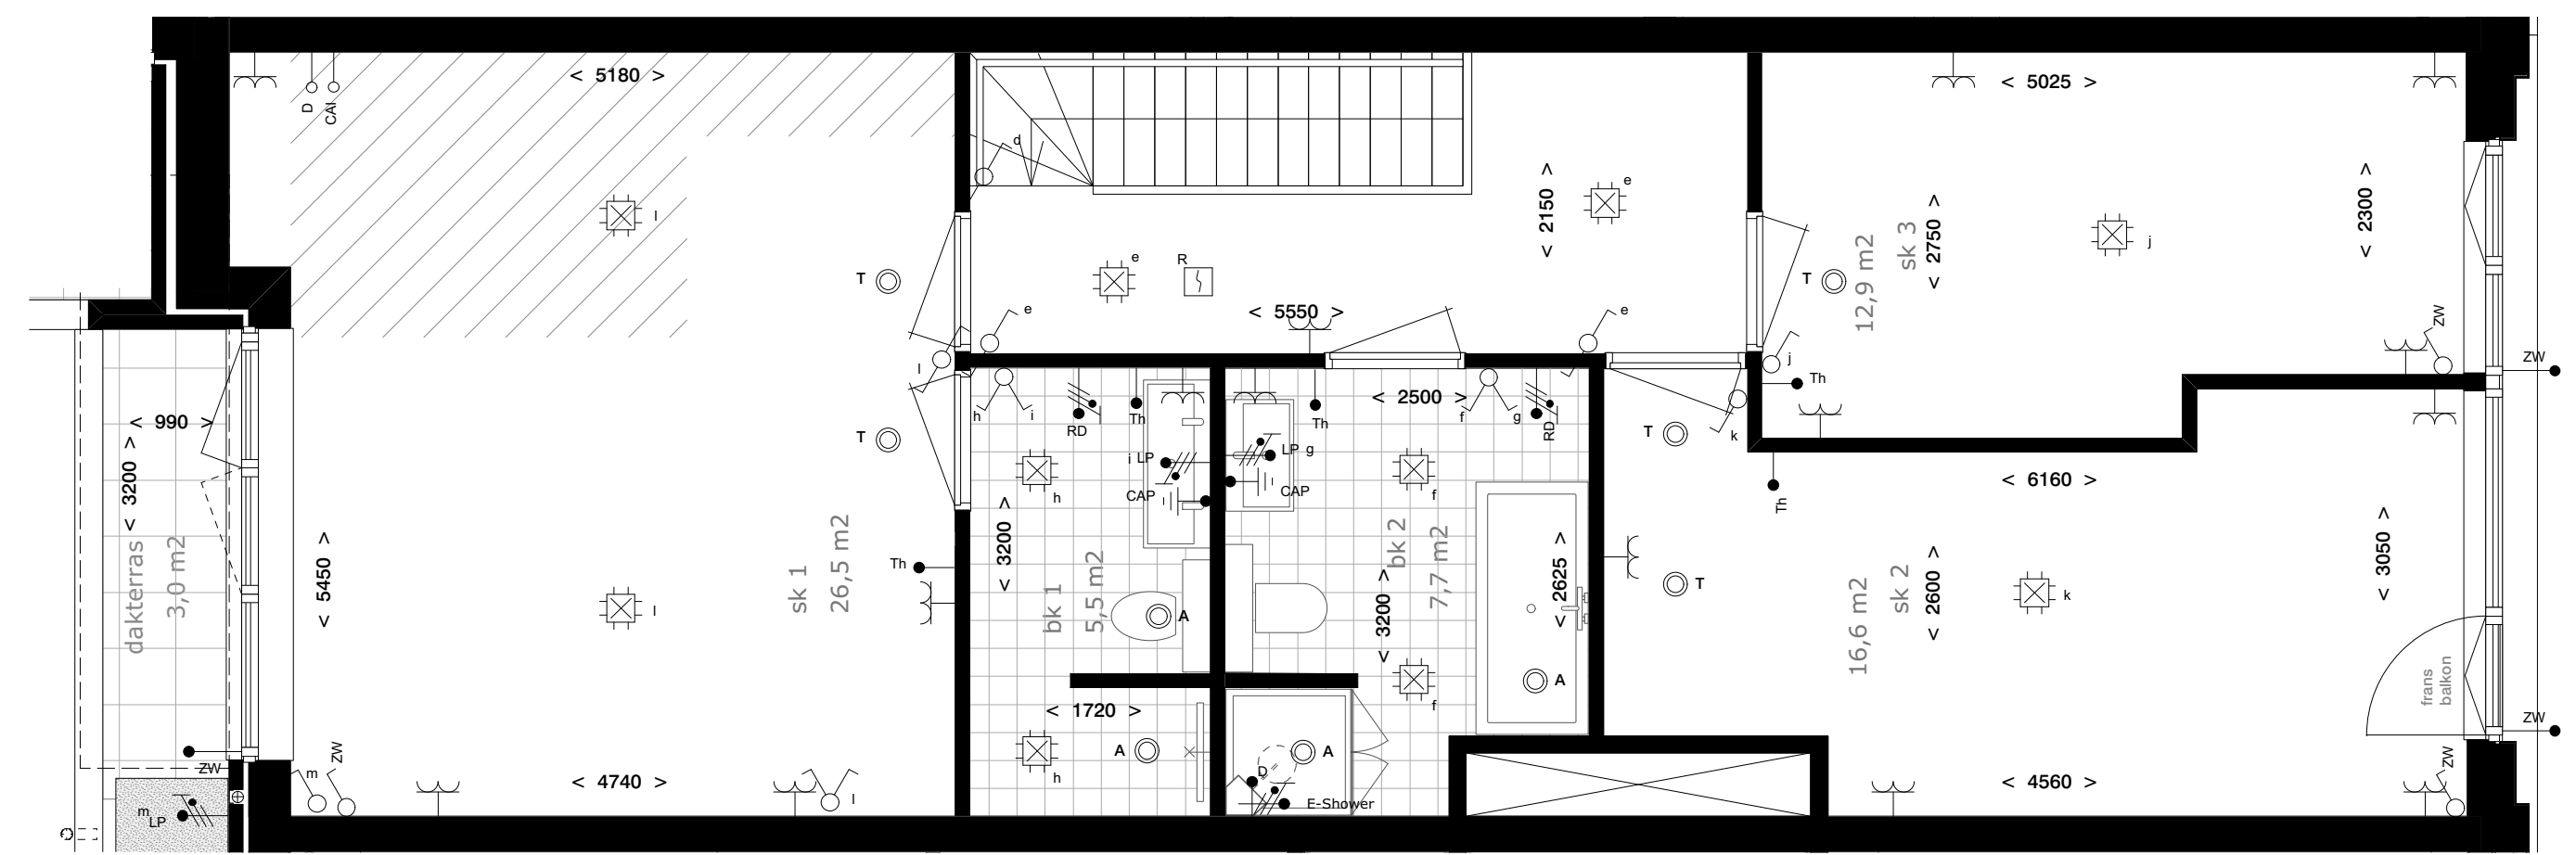 < 5180 >
< 5025 >
D
CAI
d
< 2150 >
e
l
< 2300 >
< 2750 >
sk 3
12,9 m2
j
e
R
T
T
< 5550 >
e
e
ZW
ZW
j
Th
l
< 990 >
< 3200 >
dakterras
3,0 m2
< 5450 >
h
i
RD
Th
Th
< 2500 >
f
g
RD
k
T
T
i LP
LP g
CAP
CAP
h
f
Th
< 6160 >
< 3200 >
bk 1
5,5 m2
A
bk 2
7,7 m2
< 3200 >
< 2625 >
T
sk 1
26,5 m2
Th
l
16,6 m2
sk 2
< 2600 >
k
< 3050 >
frans
balkon
A
f
< 1720 >
A
h
A
D
E-Shower
ZW
ZW
m
ZW
< 4740 >
l
< 4560 >
ZW
m
LP